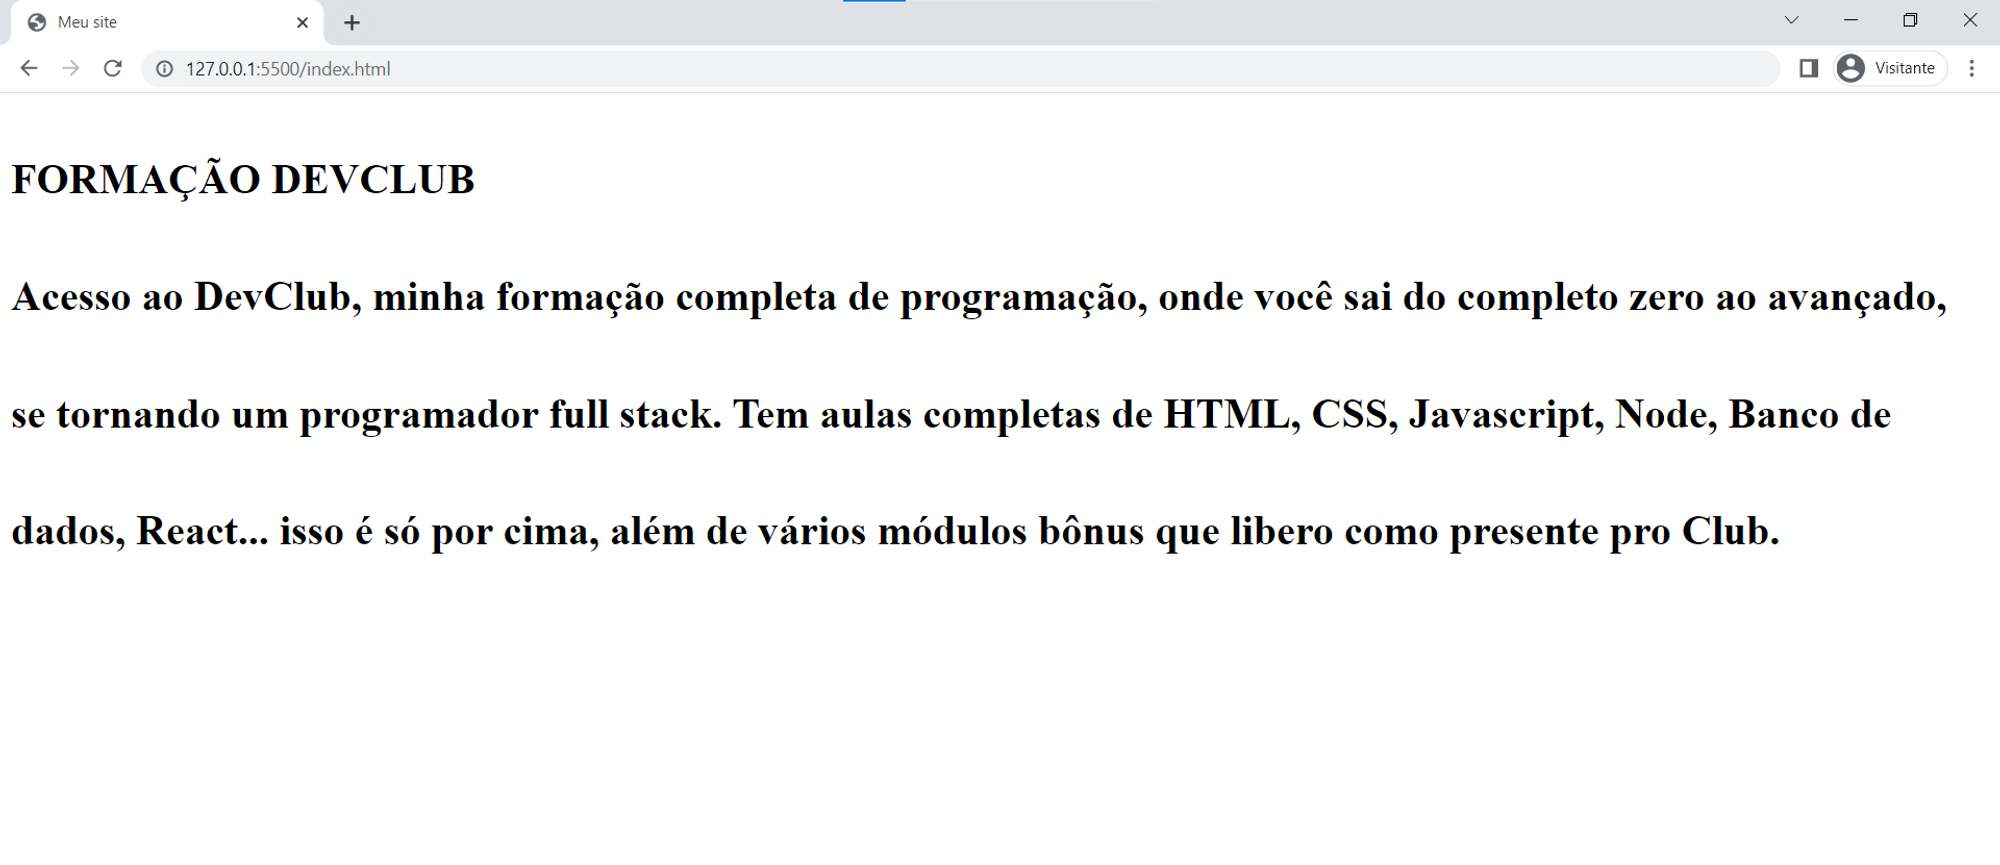 Meu site
127.0.0.1:5500/index.html
Visitante
FORMAÇÃO DEVCLUB
Acesso ao DevClub, minha formação completa de programação, onde você sai do completo zero ao avançado,
se tornando um programador full stack. Tem aulas completas de HTML, CSS, Javascript, Node, Banco de
dados, React... isso é só por cima, além de vários módulos bônus que libero como presente pro Club.